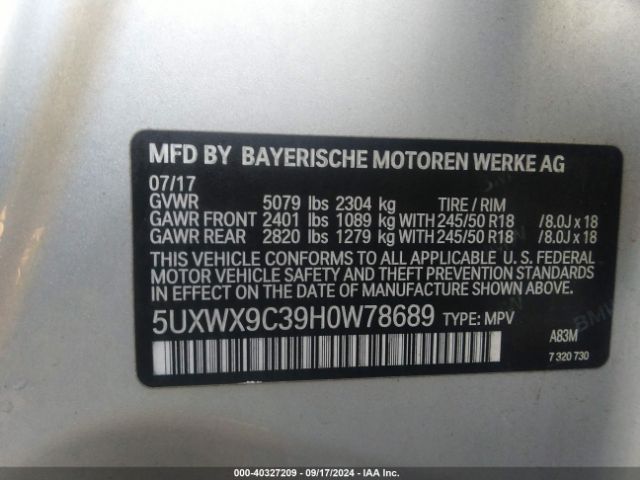 MFD BY BAYERISCHE MOTOREN WERKE AG
07/17
GVWR 5079 lbs 2304 kg TIRE / RIM
GAWR FRONT 2401 lbs 1089 kg WITH 245/50 R18 /8.0J x 18
GAWR REAR 2820 lbs 1279 kg WITH 245/50 R18 /8.0J x 18
THIS VEHICLE CONFORMS TO ALL APPLICABLE U. S. FEDERAL
MOTOR VEHICLE SAFETY AND THEFT PREVENTION STANDARDS
IN EFFECT ON THE DATE OF MANUFACTURE SHOWN ABOVE.
5UXWX9C39H0W78689 TYPE: MPV
A83M
7 320 730
000-40327209 - 09/17/2024 - IAA Inc.